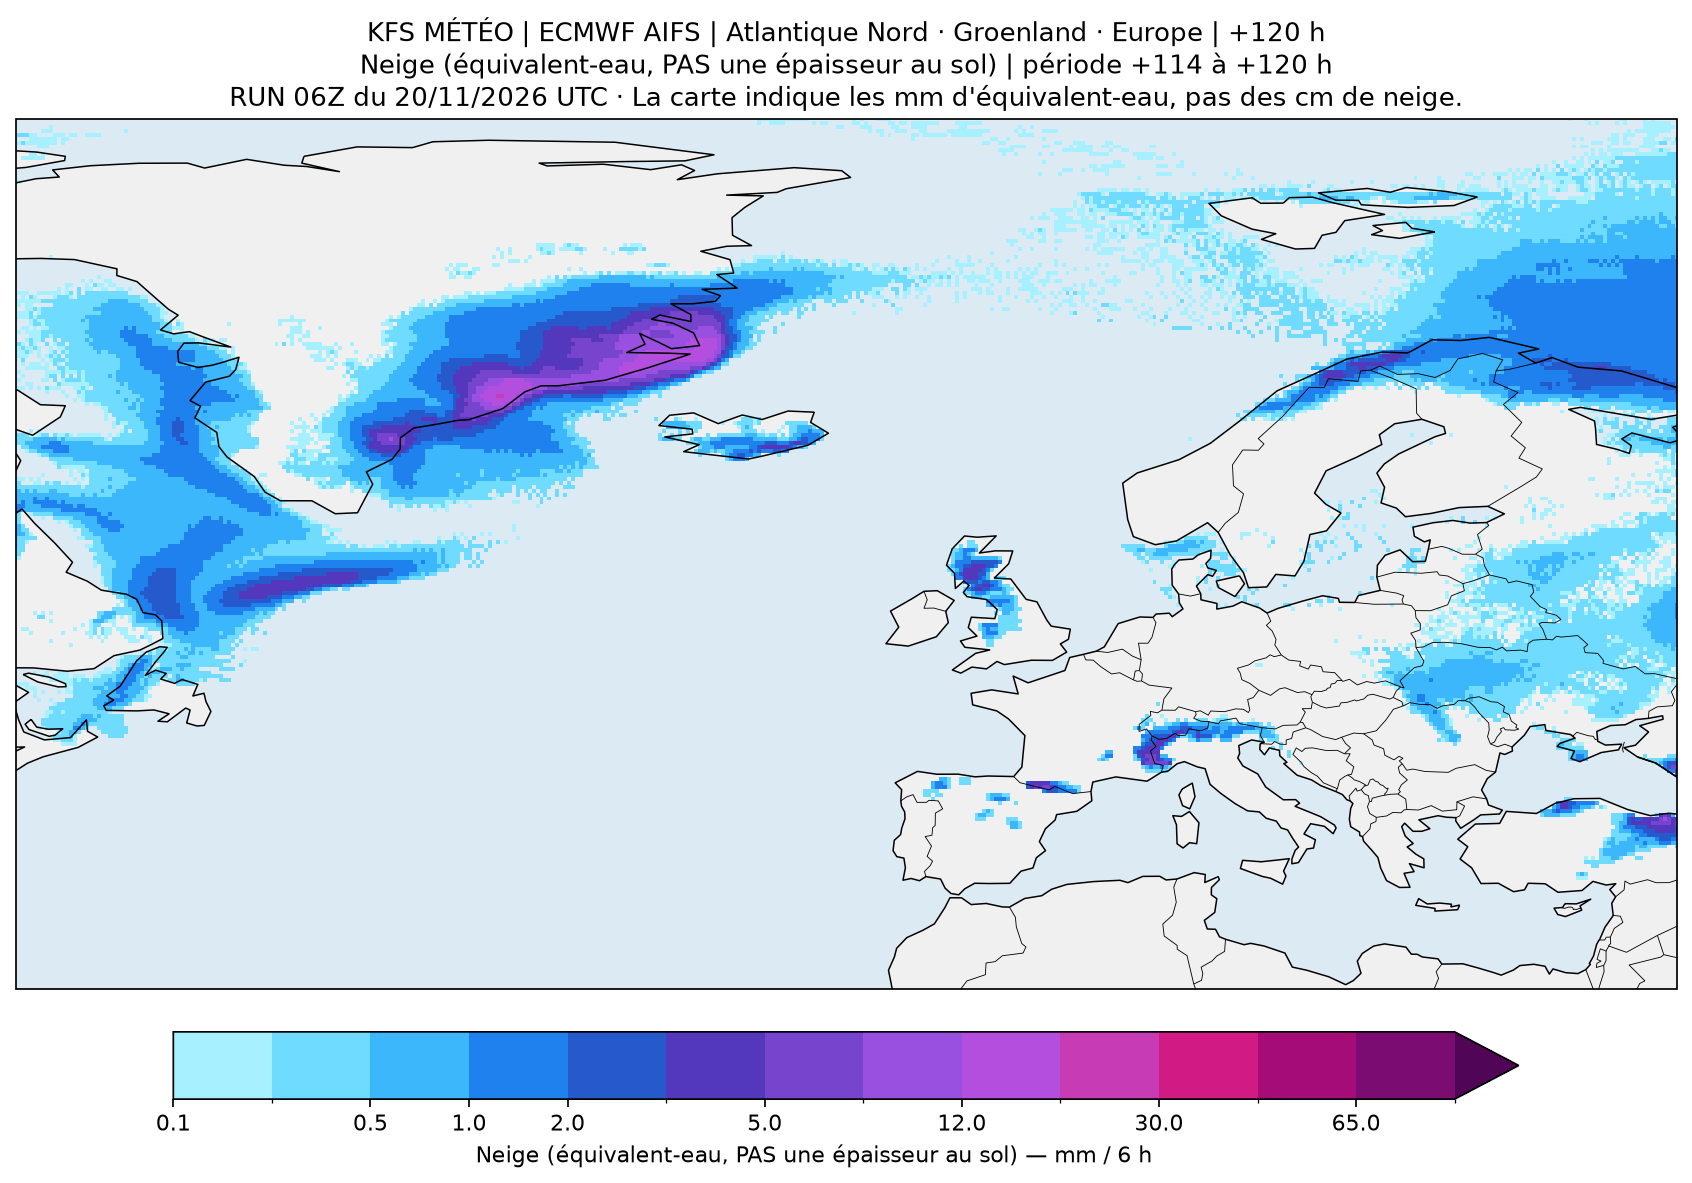 KFS MÉTÉO | ECMWF AIFS | Atlantique Nord · Groenland · Europe | +120 h
Neige (équivalent-eau, PAS une épaisseur au sol) | période +114 à +120 h
RUN 06Z du 20/11/2026 UTC · La carte indique les mm d'équivalent-eau, pas des cm de neige.
0.1 0.5 1.0 2.0 5.0 12.0 30.0 65.0
Neige (équivalent-eau, PAS une épaisseur au sol) — mm / 6 h